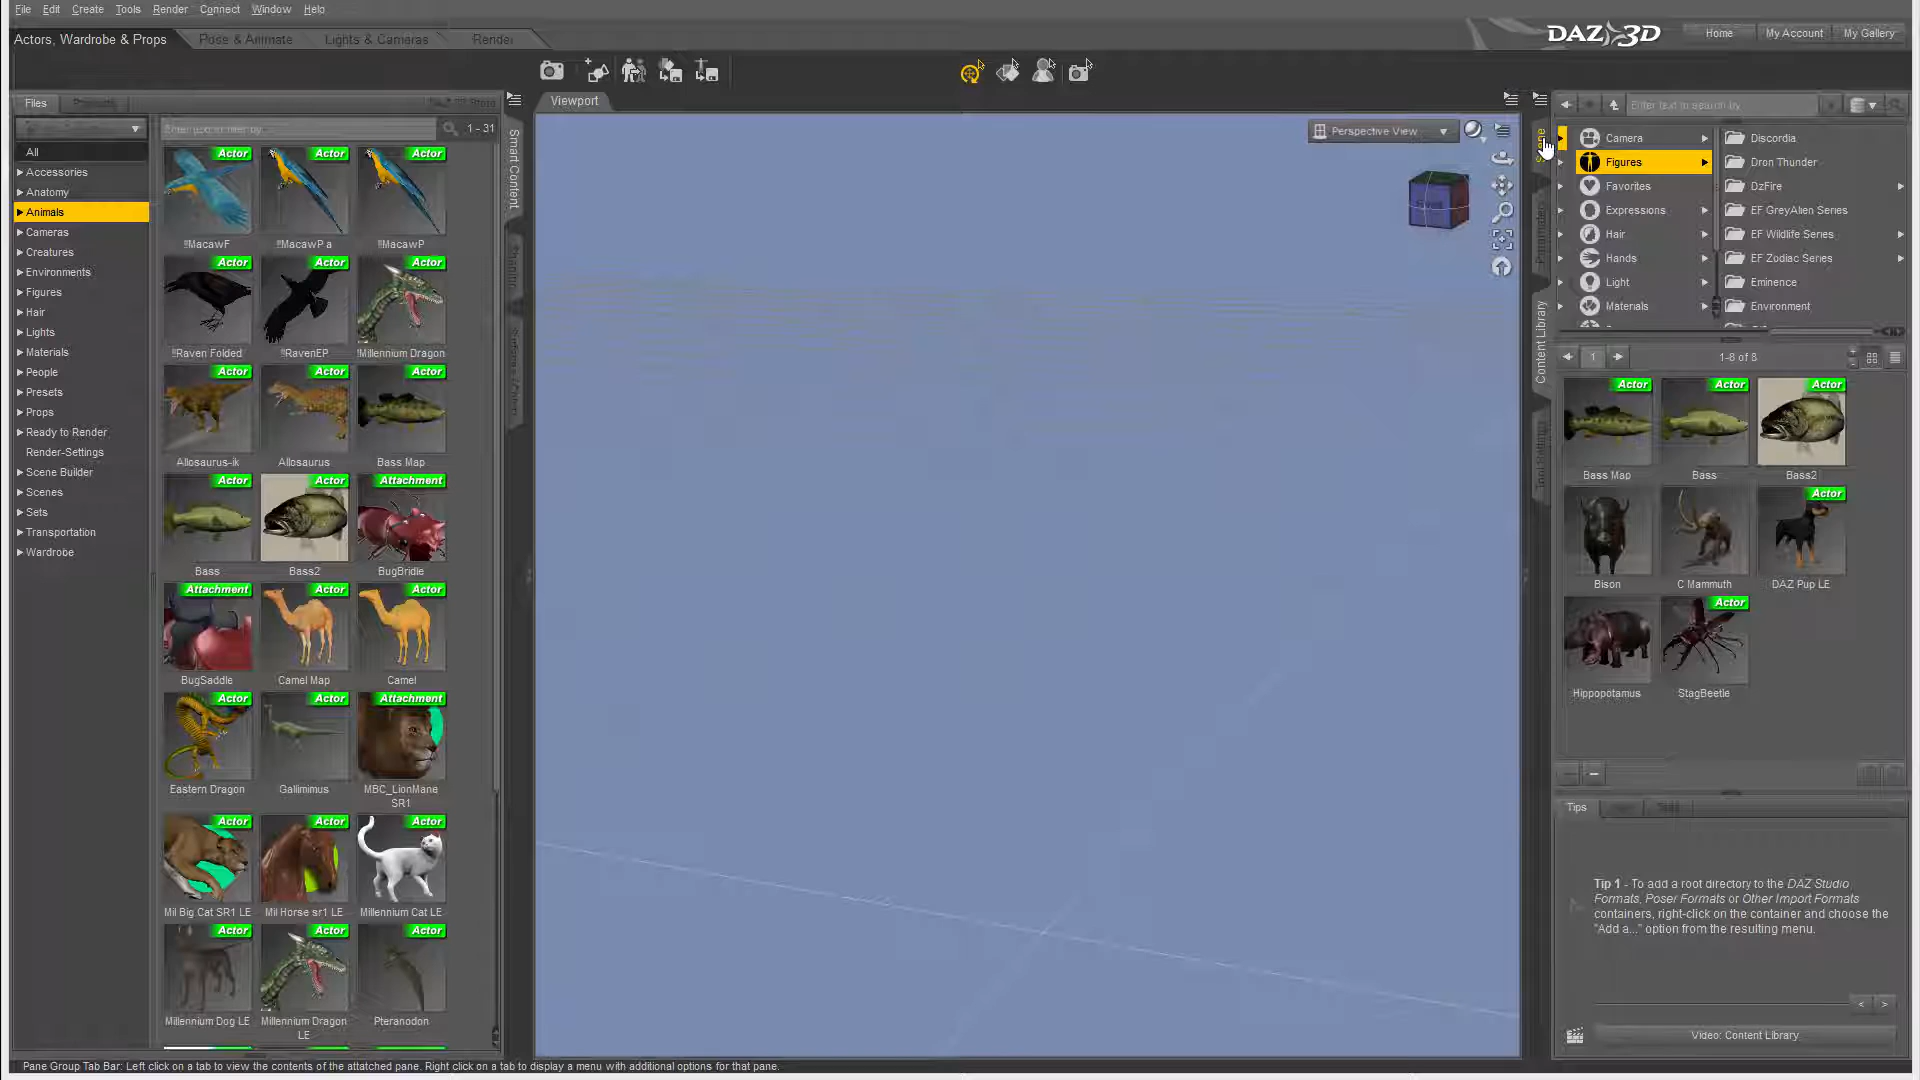 File Edit Create Tools Render Connect Window Help
Actors, Wardrobe & Props Pose & Animate Lights & Cameras Render
DAZ 3D Home My Account My Gallery
Files
Viewport
Enter text to filter by... 1 - 31
Enter text to search by
Smart Content
Content Library
Perspective View
All
Accessories
Anatomy
Animals
Cameras
Creatures
Environments
Figures
Hair
Lights
Materials
People
Presets
Props
Ready to Render
Render-Settings
Scene Builder
Scenes
Sets
Transportation
Wardrobe
Actor Actor Actor
!!MacawF !!MacawP a !!MacawP
Actor Actor Actor
!!Raven Folded !!RavenEP !Millennium Dragon
Actor Actor Actor
Allosaurus-ik Allosaurus Bass Map
Actor Actor Attachment
Bass Bass2 BugBridle
Attachment Actor Actor
BugSaddle Camel Map Camel
Actor Actor Attachment
Eastern Dragon Gallimimus MBC_LionMane
SR1
Actor Actor Actor
Mil Big Cat SR1 LE Mil Horse sr1 LE Millennium Cat LE
Actor Actor Actor
Millennium Dog LE Millennium Dragon Pteranodon
LE
Camera Discordia
Figures Dron Thunder
Favorites DzFire
Expressions EF GreyAlien Series
Hair EF Wildlife Series
Hands EF Zodiac Series
Light Eminence
Materials Environment
1 1-8 of 8
Actor Actor Actor
Bass Map Bass Bass2
Actor
Bison C Mammuth DAZ Pup LE
Actor
Hippopotamus StagBeetle
Tips
Tip 1 - To add a root directory to the DAZ Studio
Formats, Poser Formats or Other Import Formats
containers, right-click on the container and choose the
"Add a..." option from the resulting menu.
< >
Video: Content Library
Pane Group Tab Bar: Left click on a tab to view the contents of the attatched pane. Right click on a tab to display a menu with additional options for that pane.